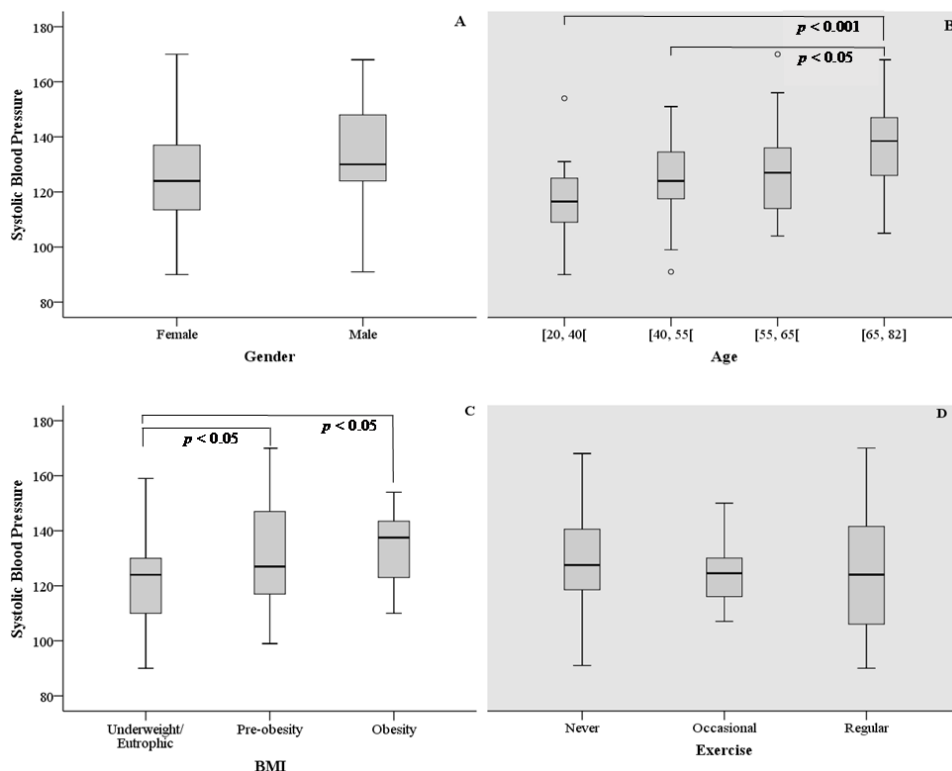 A
Systolic Blood Pressure
180
160
140
120
100
80
Female Male
Gender
B
p < 0.001
p < 0.05
[20, 40[ [40, 55[ [55, 65[ [65, 82]
Age
C
Systolic Blood Pressure
180
160
140
120
100
80
p < 0.05
p < 0.05
Underweight/
Eutrophic
Pre-obesity
Obesity
BMI
D
Never Occasional Regular
Exercise